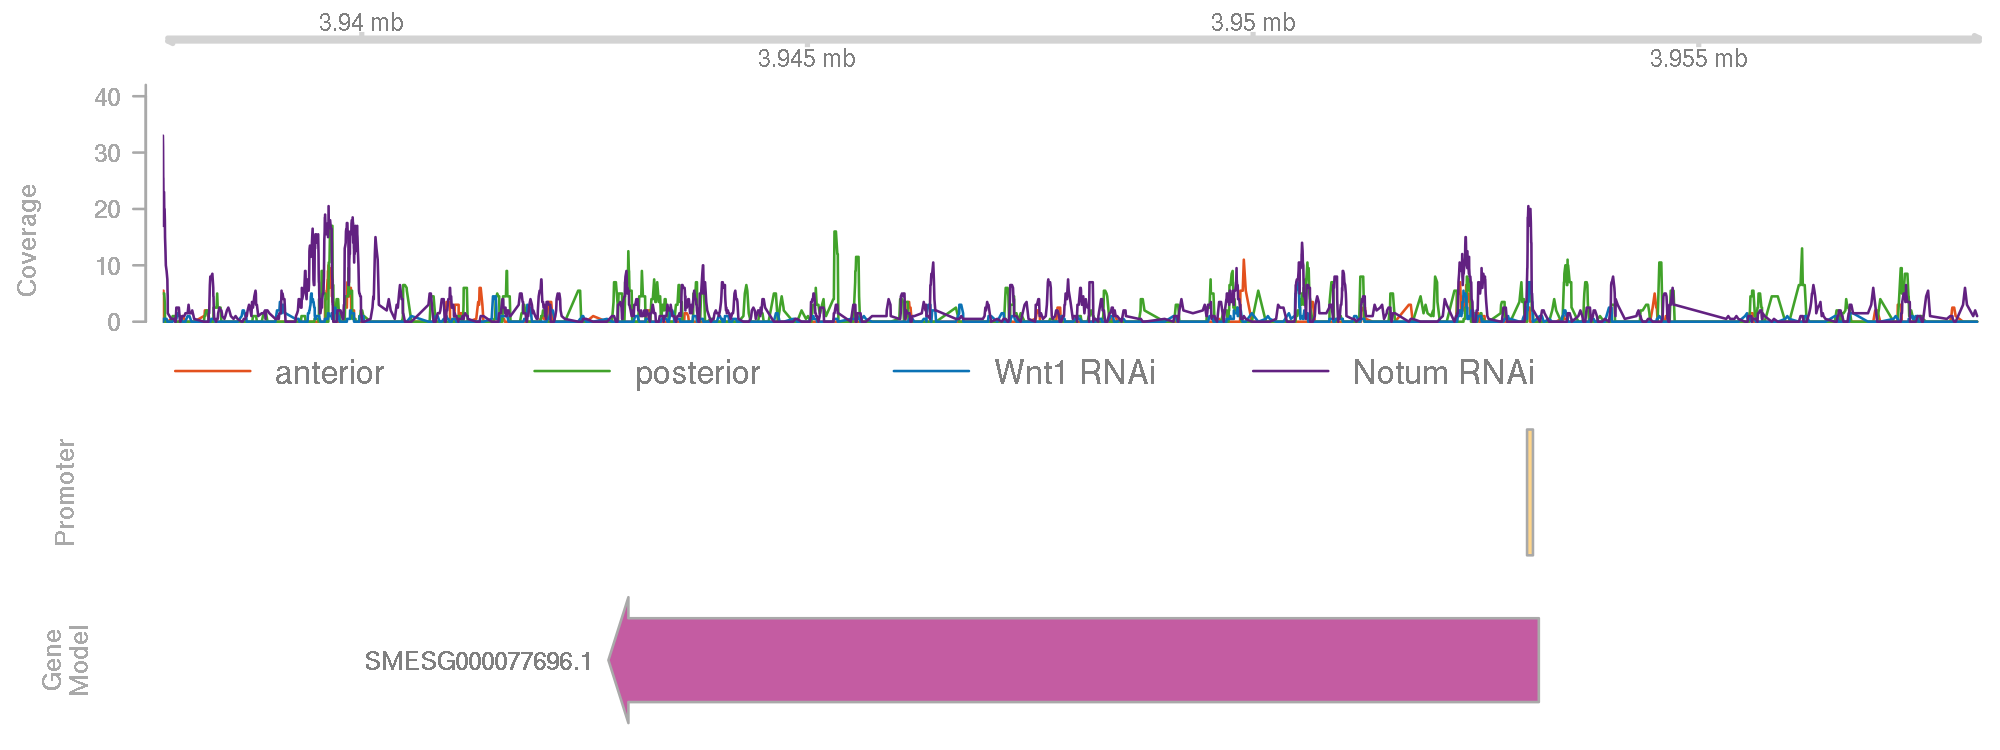 3.94 mb
3.95 mb
3.945 mb
3.955 mb
Coverage
40
30
20
10
0
anterior posterior Wnt1 RNAi Notum RNAi
Promoter
Gene
Model
SMESG000077696.1